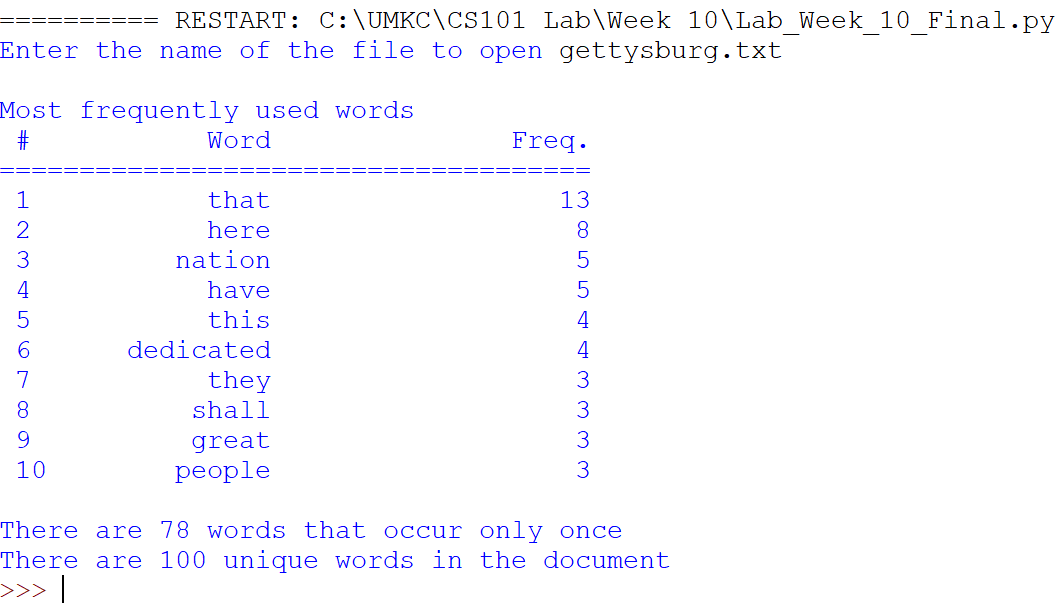 ========== RESTART: C:\UMKC\CS101 Lab\Week 10\Lab_Week_10_Final.py
Enter the name of the file to open gettysburg.txt
Most frequently used words
 #           Word               Freq.
=====================================
 1           that                  13
 2           here                   8
 3         nation                   5
 4           have                   5
 5           this                   4
 6      dedicated                   4
 7           they                   3
 8          shall                   3
 9          great                   3
 10        people                   3
There are 78 words that occur only once
There are 100 unique words in the document
>>>